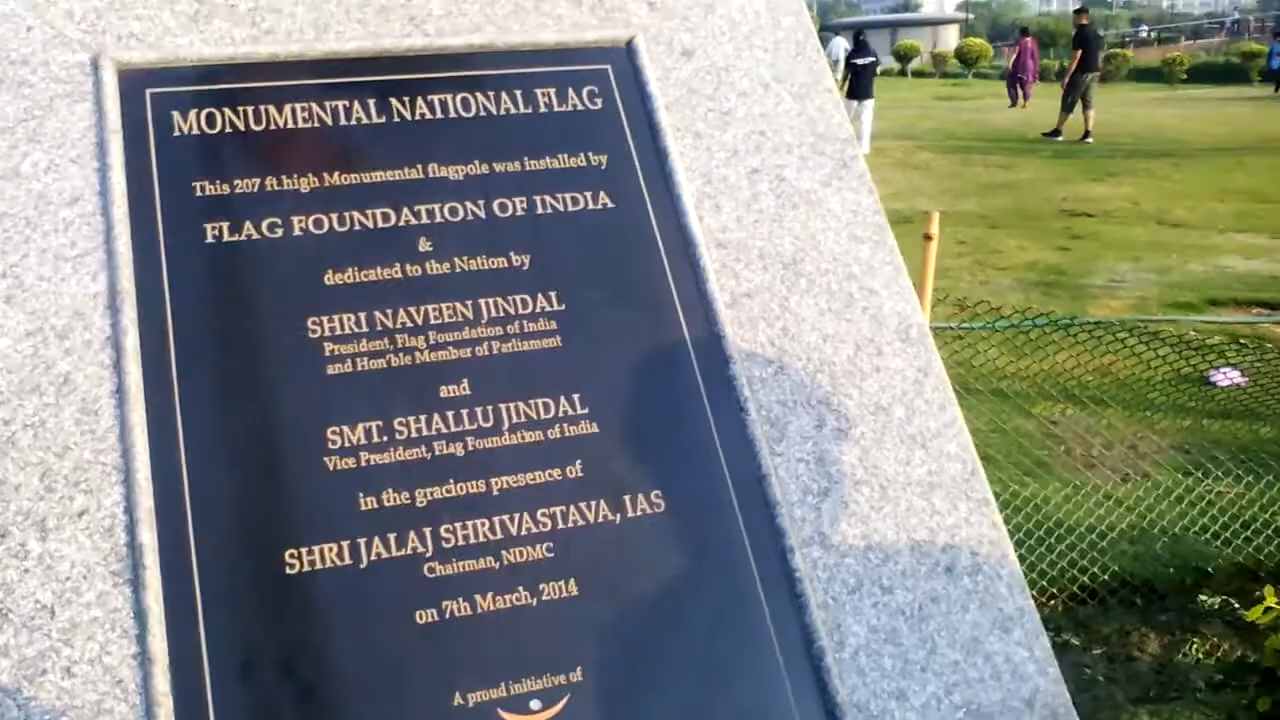 MONUMENTAL NATIONAL FLAG
This 207 ft.high Monumental flagpole was installed by
FLAG FOUNDATION OF INDIA
&
dedicated to the Nation by
SHRI NAVEEN JINDAL
President, Flag Foundation of India
and Hon'ble Member of Parliament
and
SMT. SHALLU JINDAL
Vice President, Flag Foundation of India
in the gracious presence of
SHRI JALAJ SHRIVASTAVA, IAS
Chairman, NDMC
on 7th March, 2014
A proud initiative of